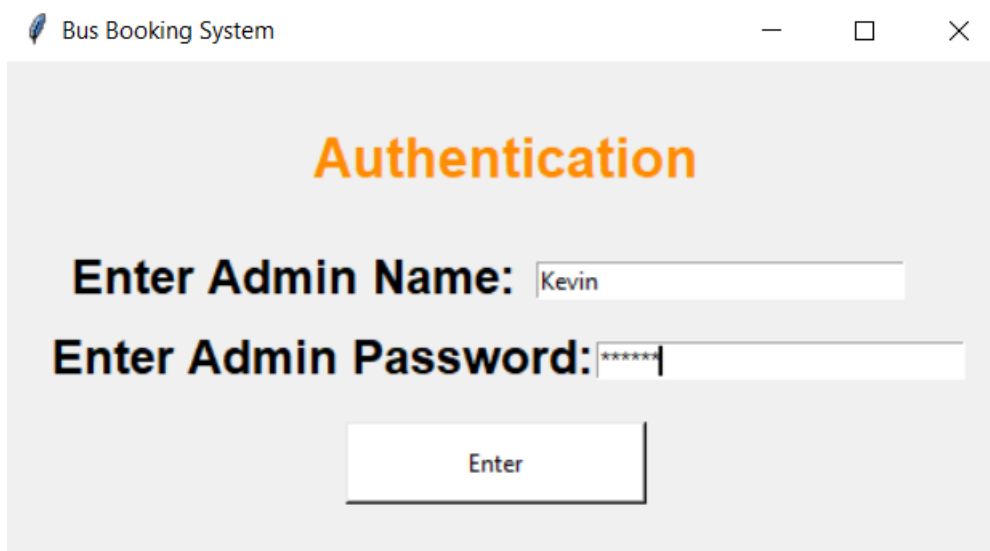 Bus Booking System
Authentication
Enter Admin Name: Kevin
Enter Admin Password: ******
Enter